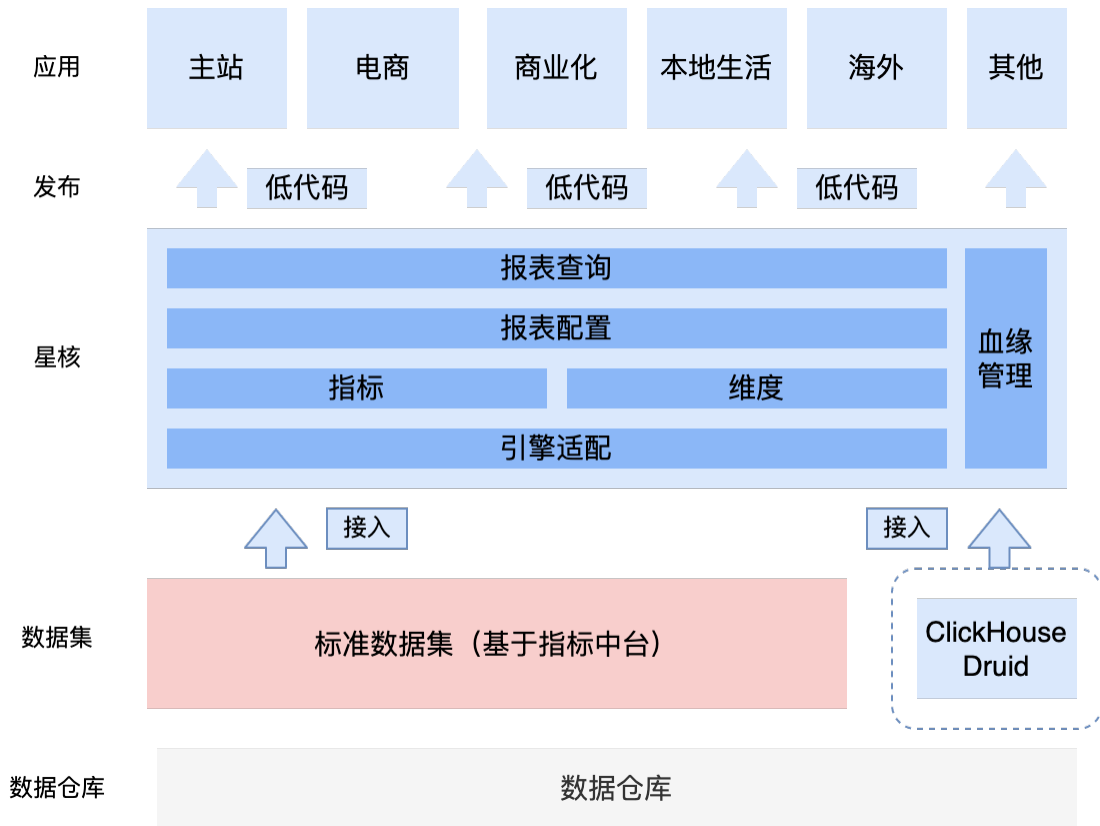 应用
主站
电商
商业化
本地生活
海外
其他
发布
低代码
低代码
低代码
星核
报表查询
报表配置
指标
维度
引擎适配
血缘
管理
接入
接入
数据集
标准数据集（基于指标中台）
ClickHouse
Druid
数据仓库
数据仓库